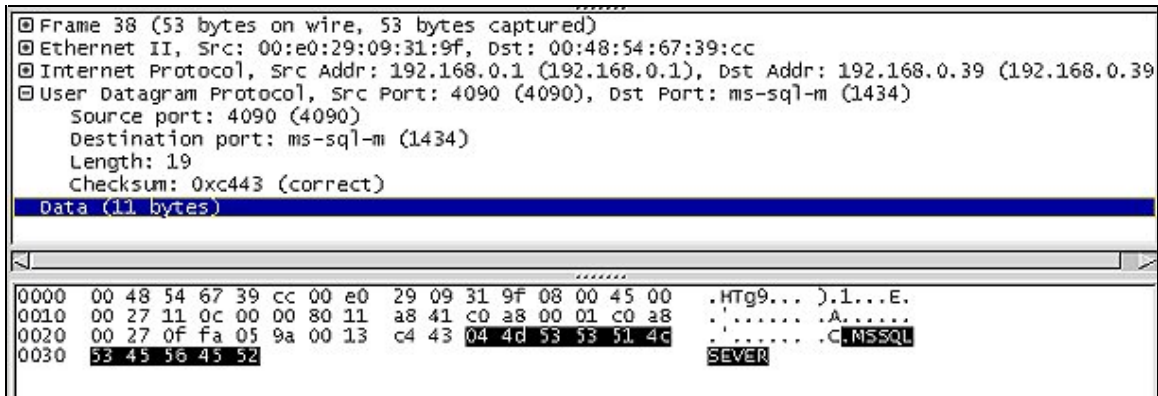 Frame 38 (53 bytes on wire, 53 bytes captured)
Ethernet II, Src: 00:e0:29:09:31:9f, Dst: 00:48:54:67:39:cc
Internet Protocol, Src Addr: 192.168.0.1 (192.168.0.1), Dst Addr: 192.168.0.39 (192.168.0.39
User Datagram Protocol, Src Port: 4090 (4090), Dst Port: ms-sql-m (1434)
Source port: 4090 (4090)
Destination port: ms-sql-m (1434)
Length: 19
Checksum: 0xc443 (correct)
Data (11 bytes)
0000 00 48 54 67 39 cc 00 e0 29 09 31 9f 08 00 45 00 .HTg9... ).1...E.
0010 00 27 11 0c 00 00 80 11 a8 41 c0 a8 00 01 c0 a8 .'...... .A......
0020 00 27 0f fa 05 9a 00 13 c4 43 04 4d 53 53 51 4c .'...... .C.MSSQL
0030 53 45 56 45 52 SEVER